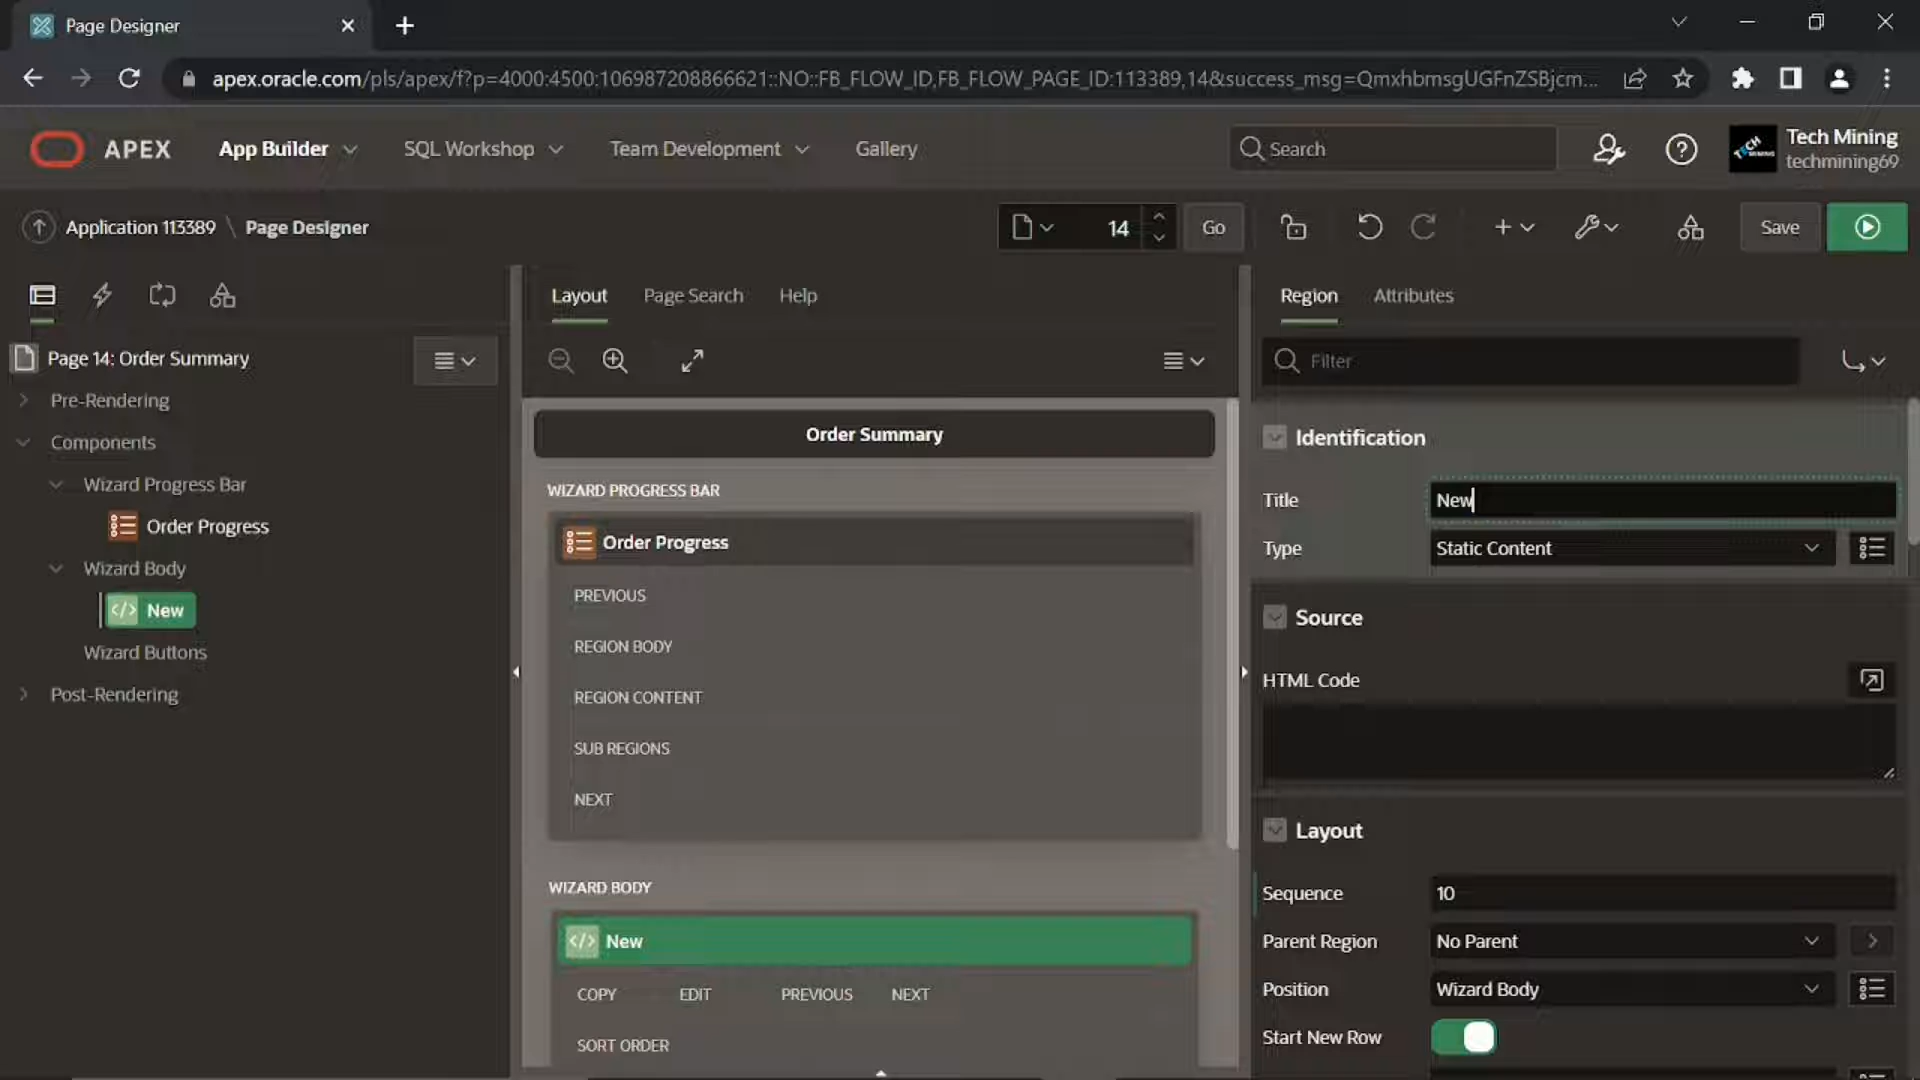 Page Designer
apex.oracle.com/pls/apex/f?p=4000:4500:106987208866621::NO::FB_FLOW_ID,FB_FLOW_PAGE_ID:113389,14&success_msg=QmxhbmsgUGFnZSBjcm...
APEX App Builder SQL Workshop Team Development Gallery Search Tech Mining
techmining69
Application 113389 \ Page Designer 14 Go Save
Layout Page Search Help Region Attributes
Page 14: Order Summary
Pre-Rendering
Components
Wizard Progress Bar
Order Progress
Wizard Body
New
Wizard Buttons
Post-Rendering
Order Summary
WIZARD PROGRESS BAR
Order Progress
PREVIOUS
REGION BODY
REGION CONTENT
SUB REGIONS
NEXT
WIZARD BODY
New
COPY EDIT PREVIOUS NEXT
SORT ORDER
Filter
Identification
Title New
Type Static Content
Source
HTML Code
Layout
Sequence 10
Parent Region No Parent
Position Wizard Body
Start New Row